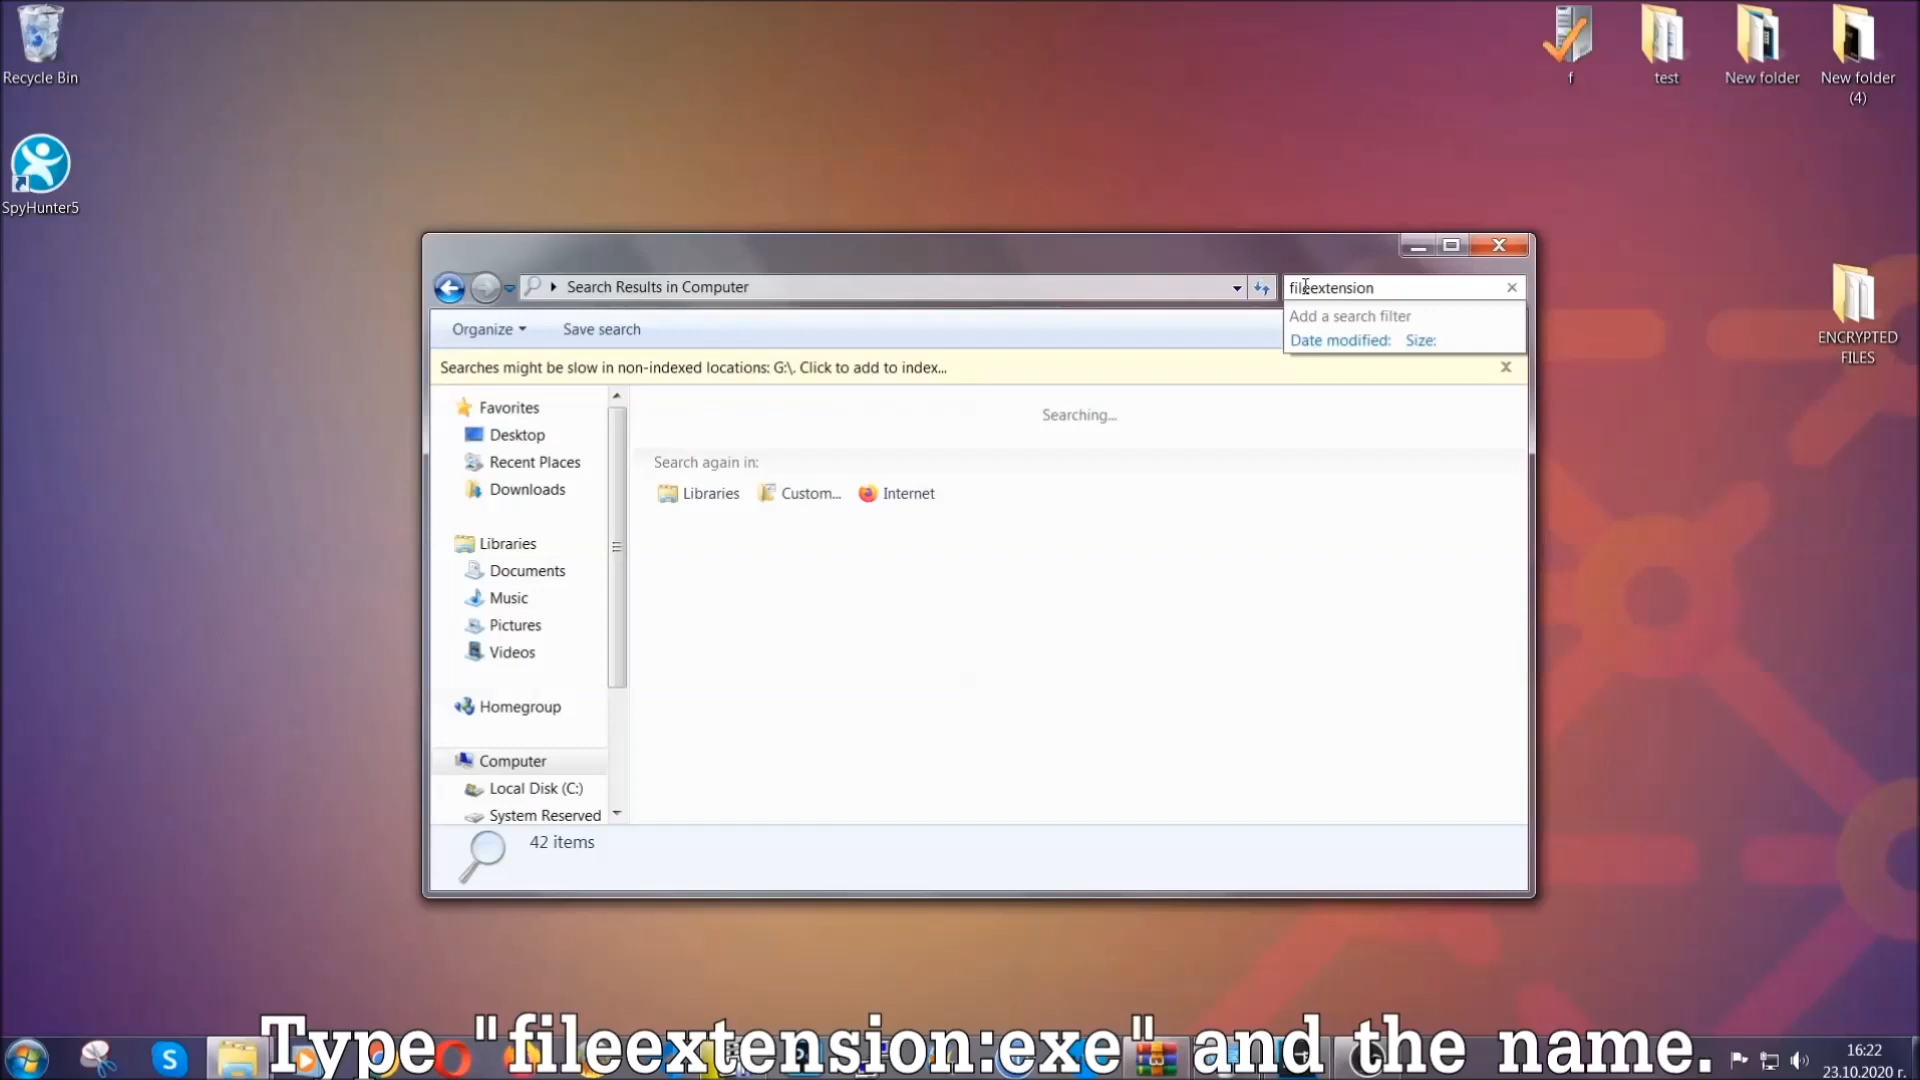 Recycle Bin
SpyHunter5
f
test
New folder
New folder
(4)
ENCRYPTED
FILES
Search Results in Computer
fileextension
Add a search filter
Date modified: Size:
Organize
Save search
Searches might be slow in non-indexed locations: G:\. Click to add to index...
Favorites
Desktop
Recent Places
Downloads
Libraries
Documents
Music
Pictures
Videos
Homegroup
Computer
Local Disk (C:)
System Reserved
Searching...
Search again in:
Libraries
Custom...
Internet
42 items
Type "fileextension:exe" and the name.
16:22
23.10.2020 г.